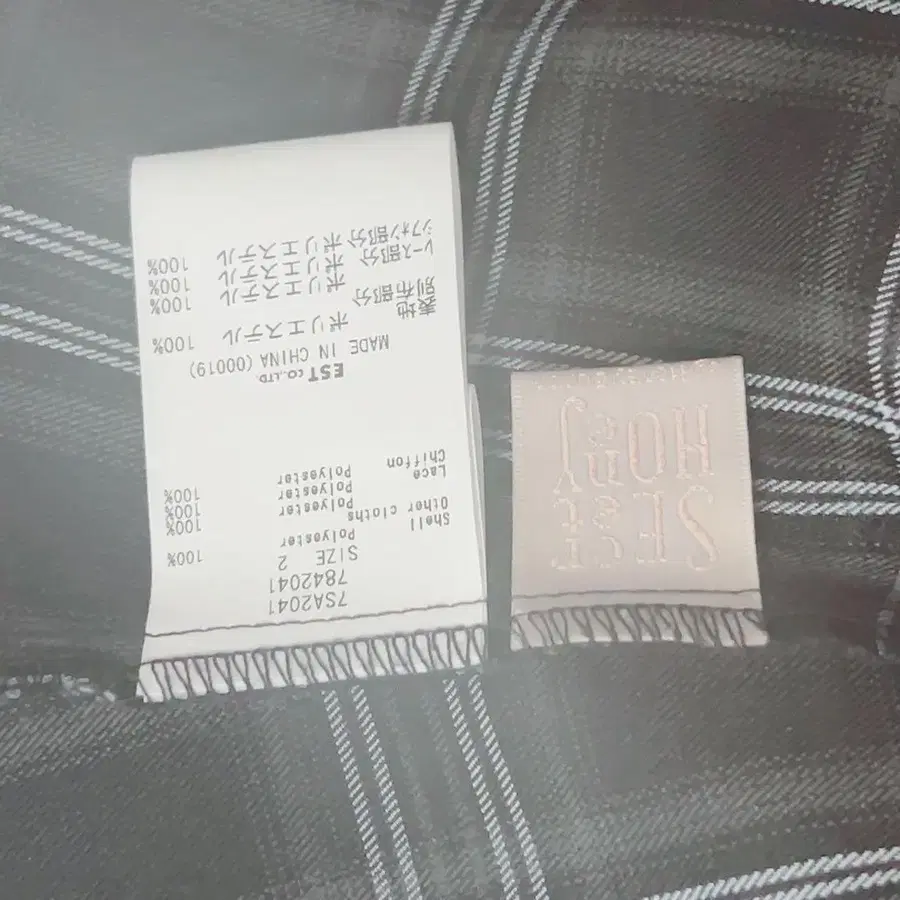 7SA2041
7842041
SIZE 2
Shell Polyester 100%
Other cloths Polyester 100%
Lace Polyester 100%
Chiffon Polyester 100%
EST CO.,LTD.
MADE IN CHINA (00019)
表地 ポリエステル 100%
別布部分 ポリエステル 100%
レース部分 ポリエステル 100%
シフォン部分 ポリエステル 100%
SEcret
HOney